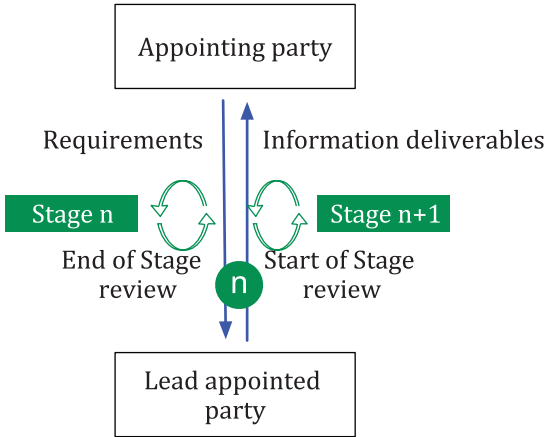 Appointing party
Requirements
Information deliverables
Stage n
Stage n+1
End of Stage
review
Start of Stage
review
n
Lead appointed
party